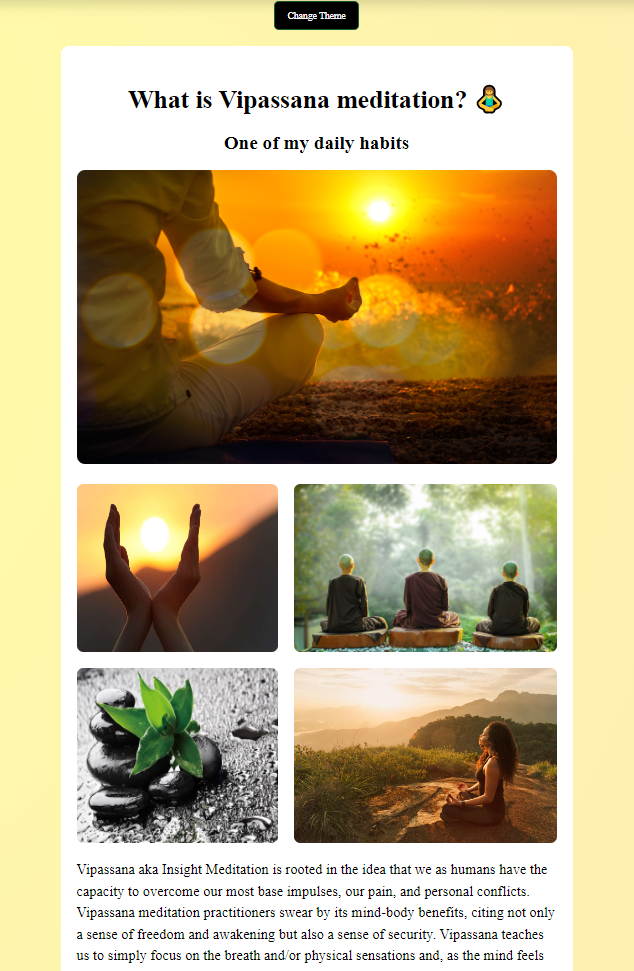 Change Theme
What is Vipassana meditation? 🧘‍♂️
One of my daily habits
Vipassana aka Insight Meditation is rooted in the idea that we as humans have the
capacity to overcome our most base impulses, our pain, and personal conflicts.
Vipassana meditation practitioners swear by its mind-body benefits, citing not only
a sense of freedom and awakening but also a sense of security. Vipassana teaches
us to simply focus on the breath and/or physical sensations and, as the mind feels